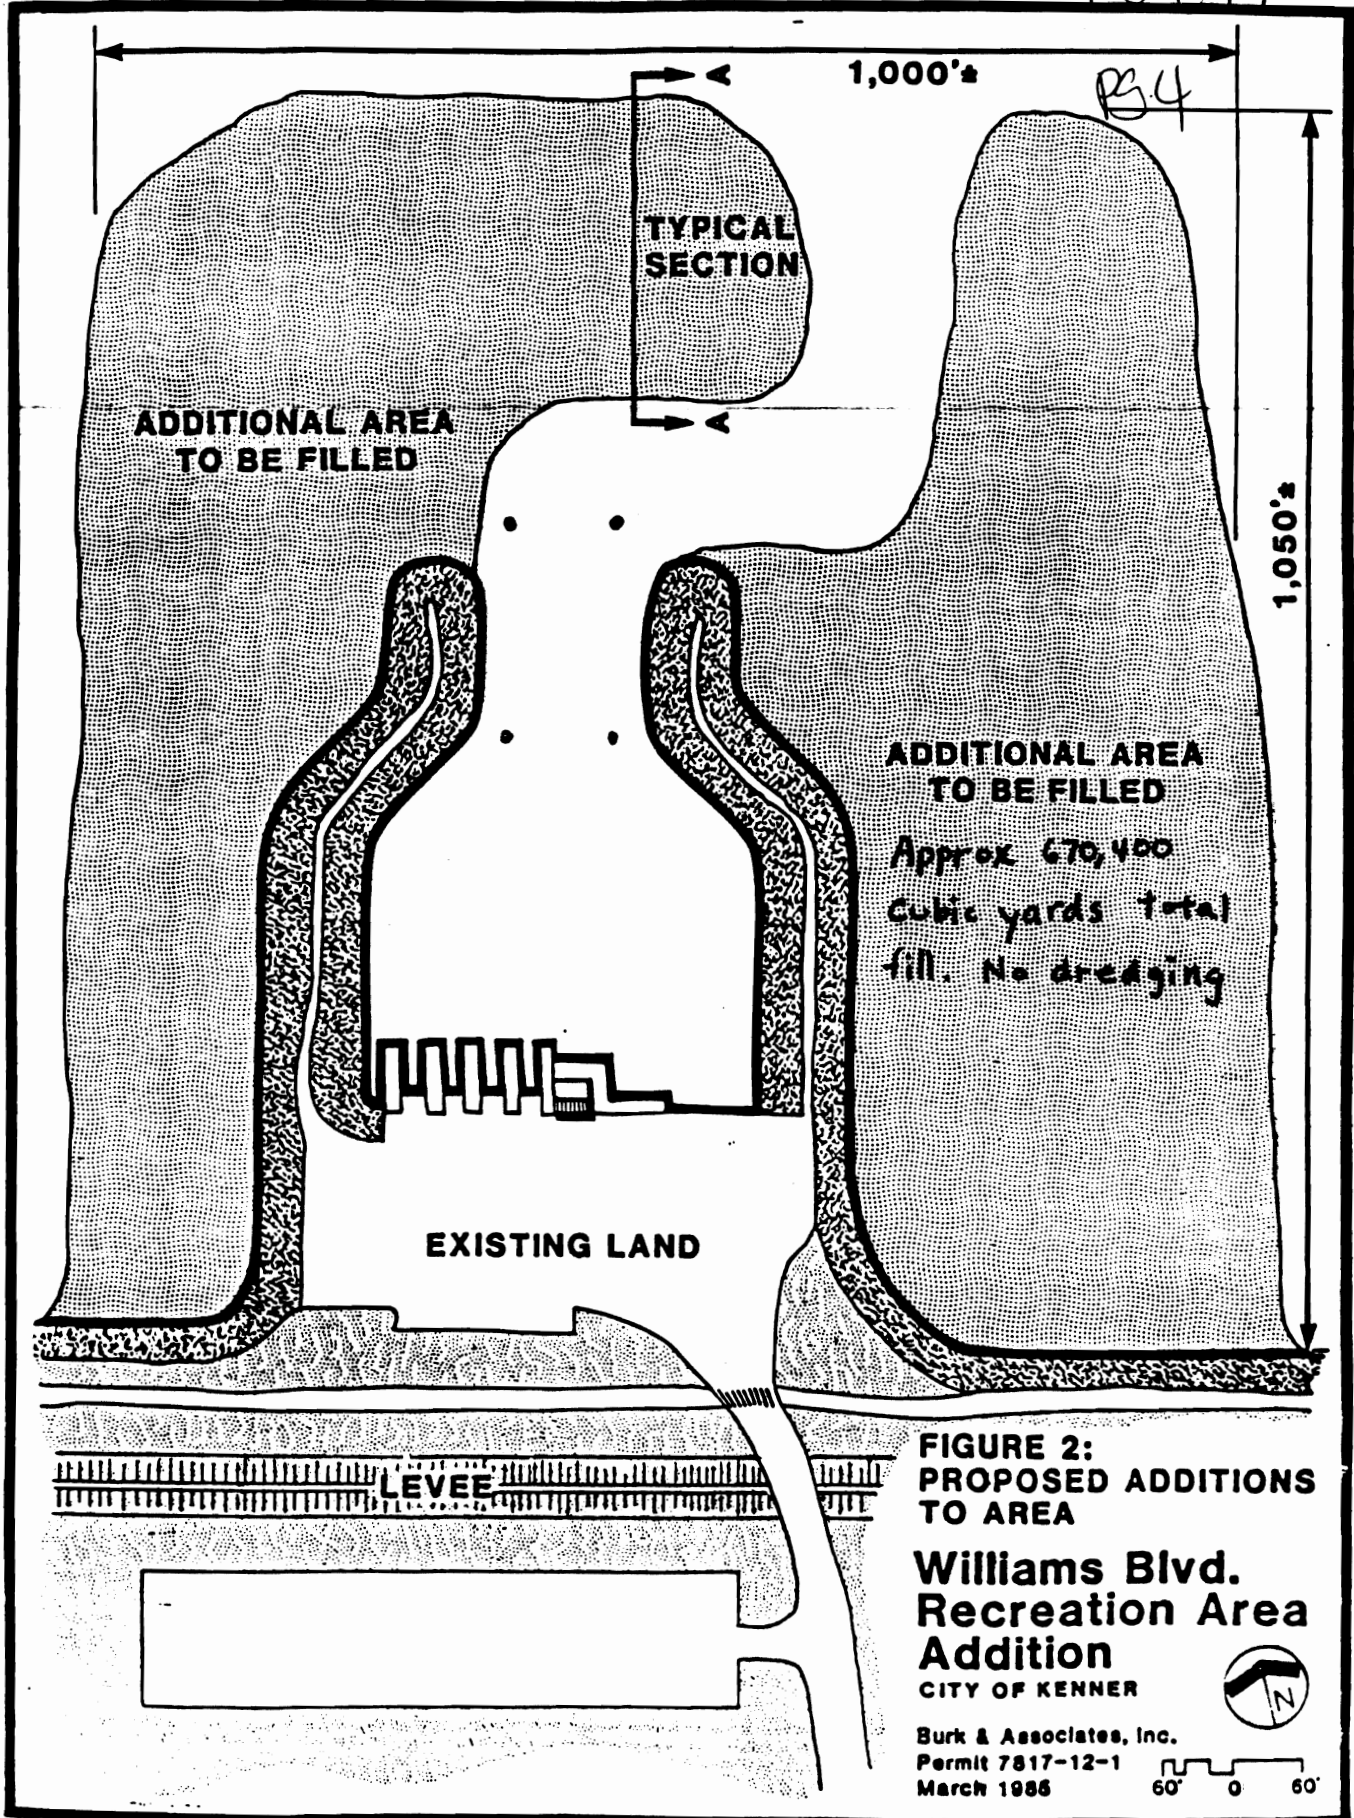 1,000'±
A
PG. 4
TYPICAL
SECTION
A
ADDITIONAL AREA
TO BE FILLED
1,050'±
ADDITIONAL AREA
TO BE FILLED
Approx 670,400
cubic yards total
fill. No dredging
EXISTING LAND
LEVEE
FIGURE 2:
PROPOSED ADDITIONS
TO AREA
Williams Blvd.
Recreation Area
Addition
CITY OF KENNER
N
Burk & Associates, Inc.
Permit 7817-12-1
March 1985
60' 0 60'